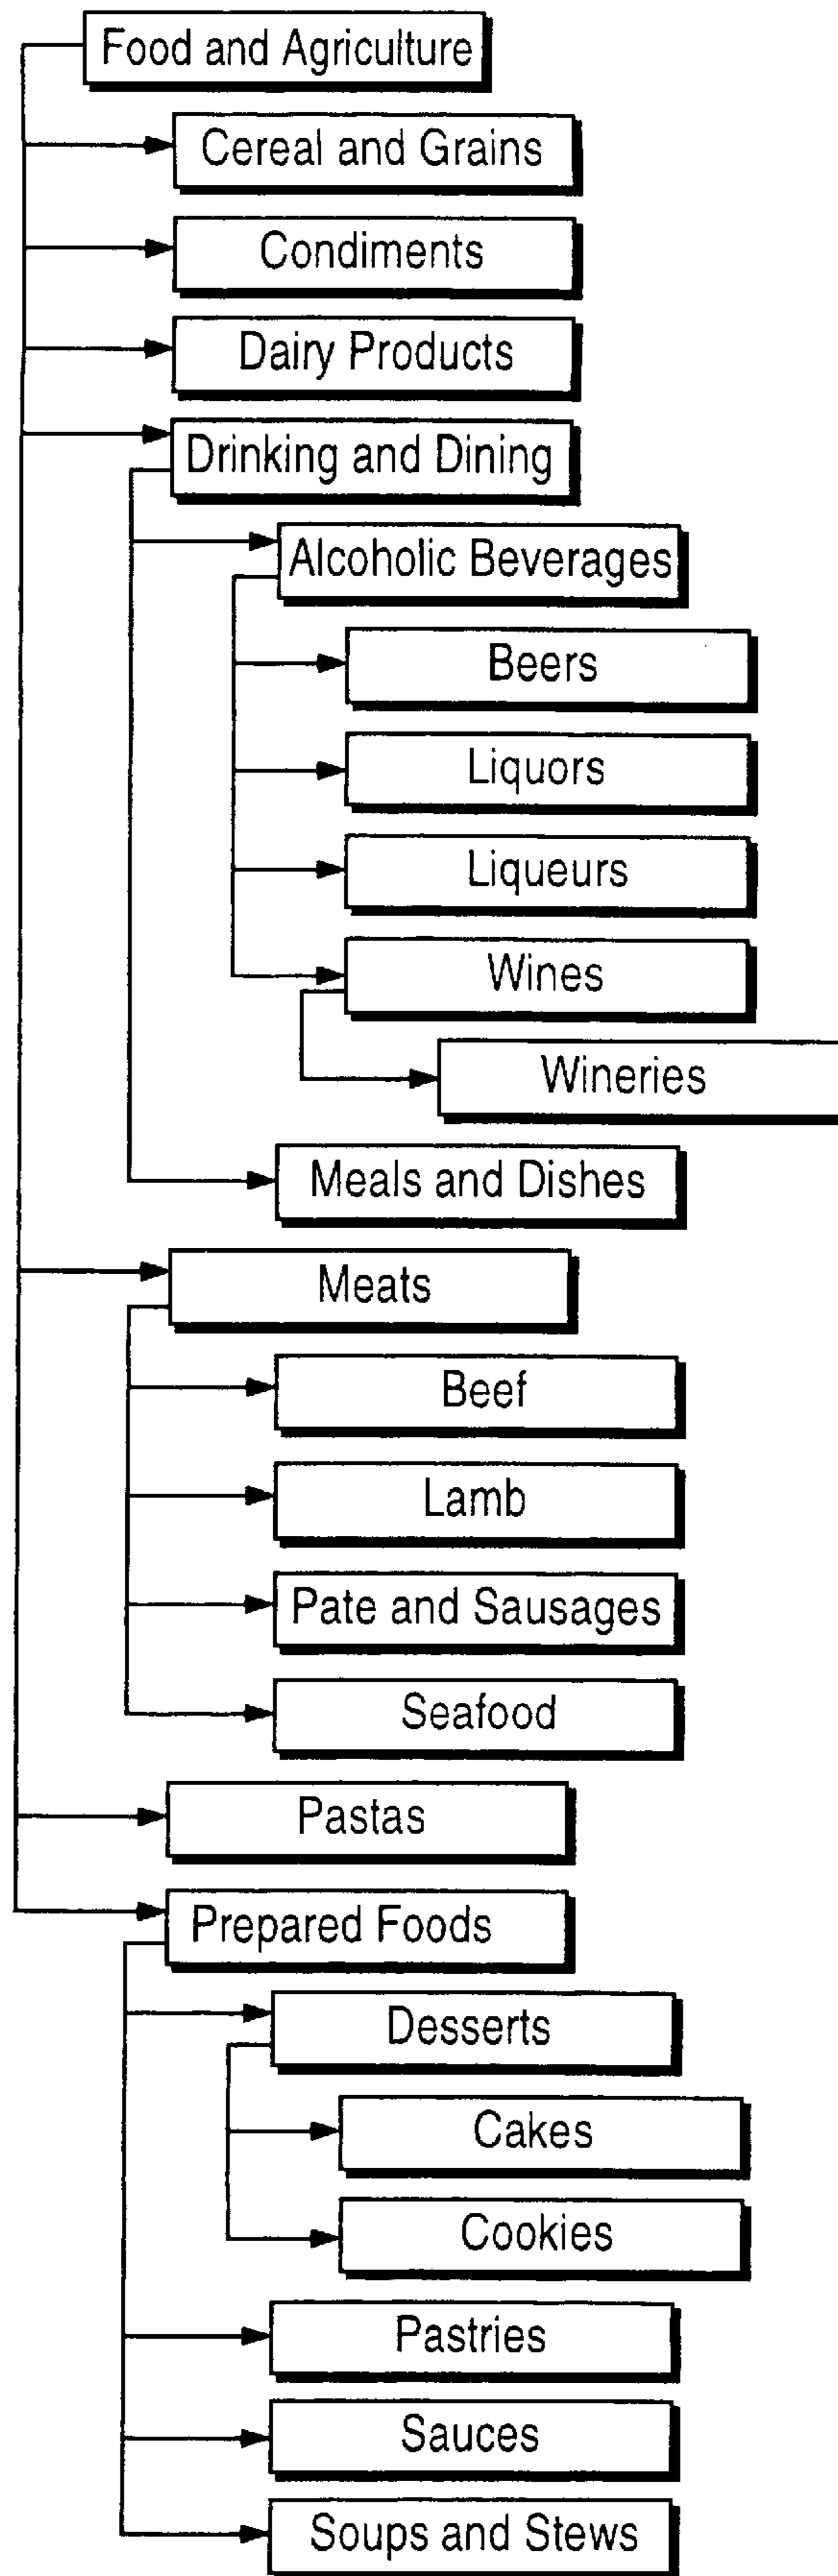 Food and Agriculture
Cereal and Grains
Condiments
Dairy Products
Drinking and Dining
Alcoholic Beverages
Beers
Liquors
Liqueurs
Wines
Wineries
Meals and Dishes
Meats
Beef
Lamb
Pate and Sausages
Seafood
Pastas
Prepared Foods
Desserts
Cakes
Cookies
Pastries
Sauces
Soups and Stews